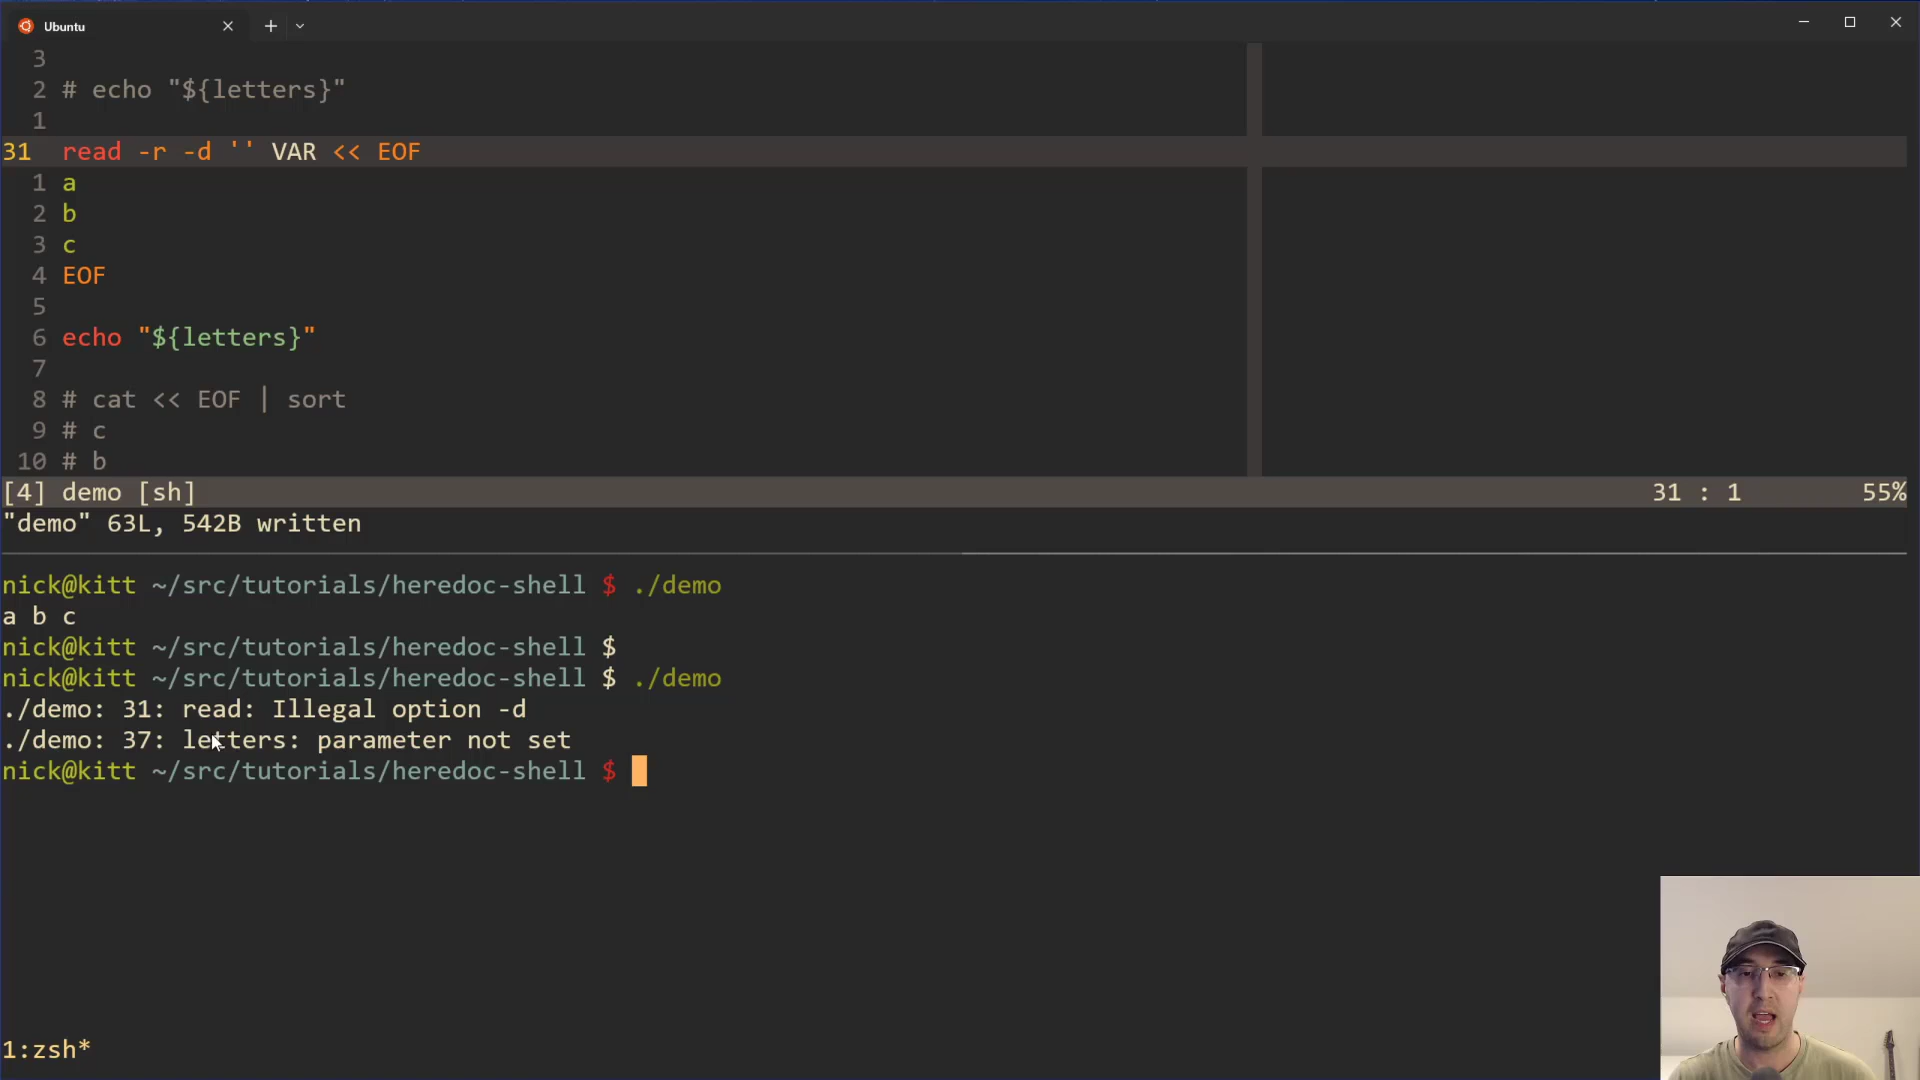 Ubuntu
3
2 # echo "${letters}"
1
31 read -r -d '' VAR << EOF
1 a
2 b
3 c
4 EOF
5
6 echo "${letters}"
7
8 # cat << EOF | sort
9 # c
10 # b
[4] demo [sh] 31 : 1 55%
"demo" 63L, 542B written
nick@kitt ~/src/tutorials/heredoc-shell $ ./demo
a b c
nick@kitt ~/src/tutorials/heredoc-shell $
nick@kitt ~/src/tutorials/heredoc-shell $ ./demo
./demo: 31: read: Illegal option -d
./demo: 37: letters: parameter not set
nick@kitt ~/src/tutorials/heredoc-shell $
1:zsh*